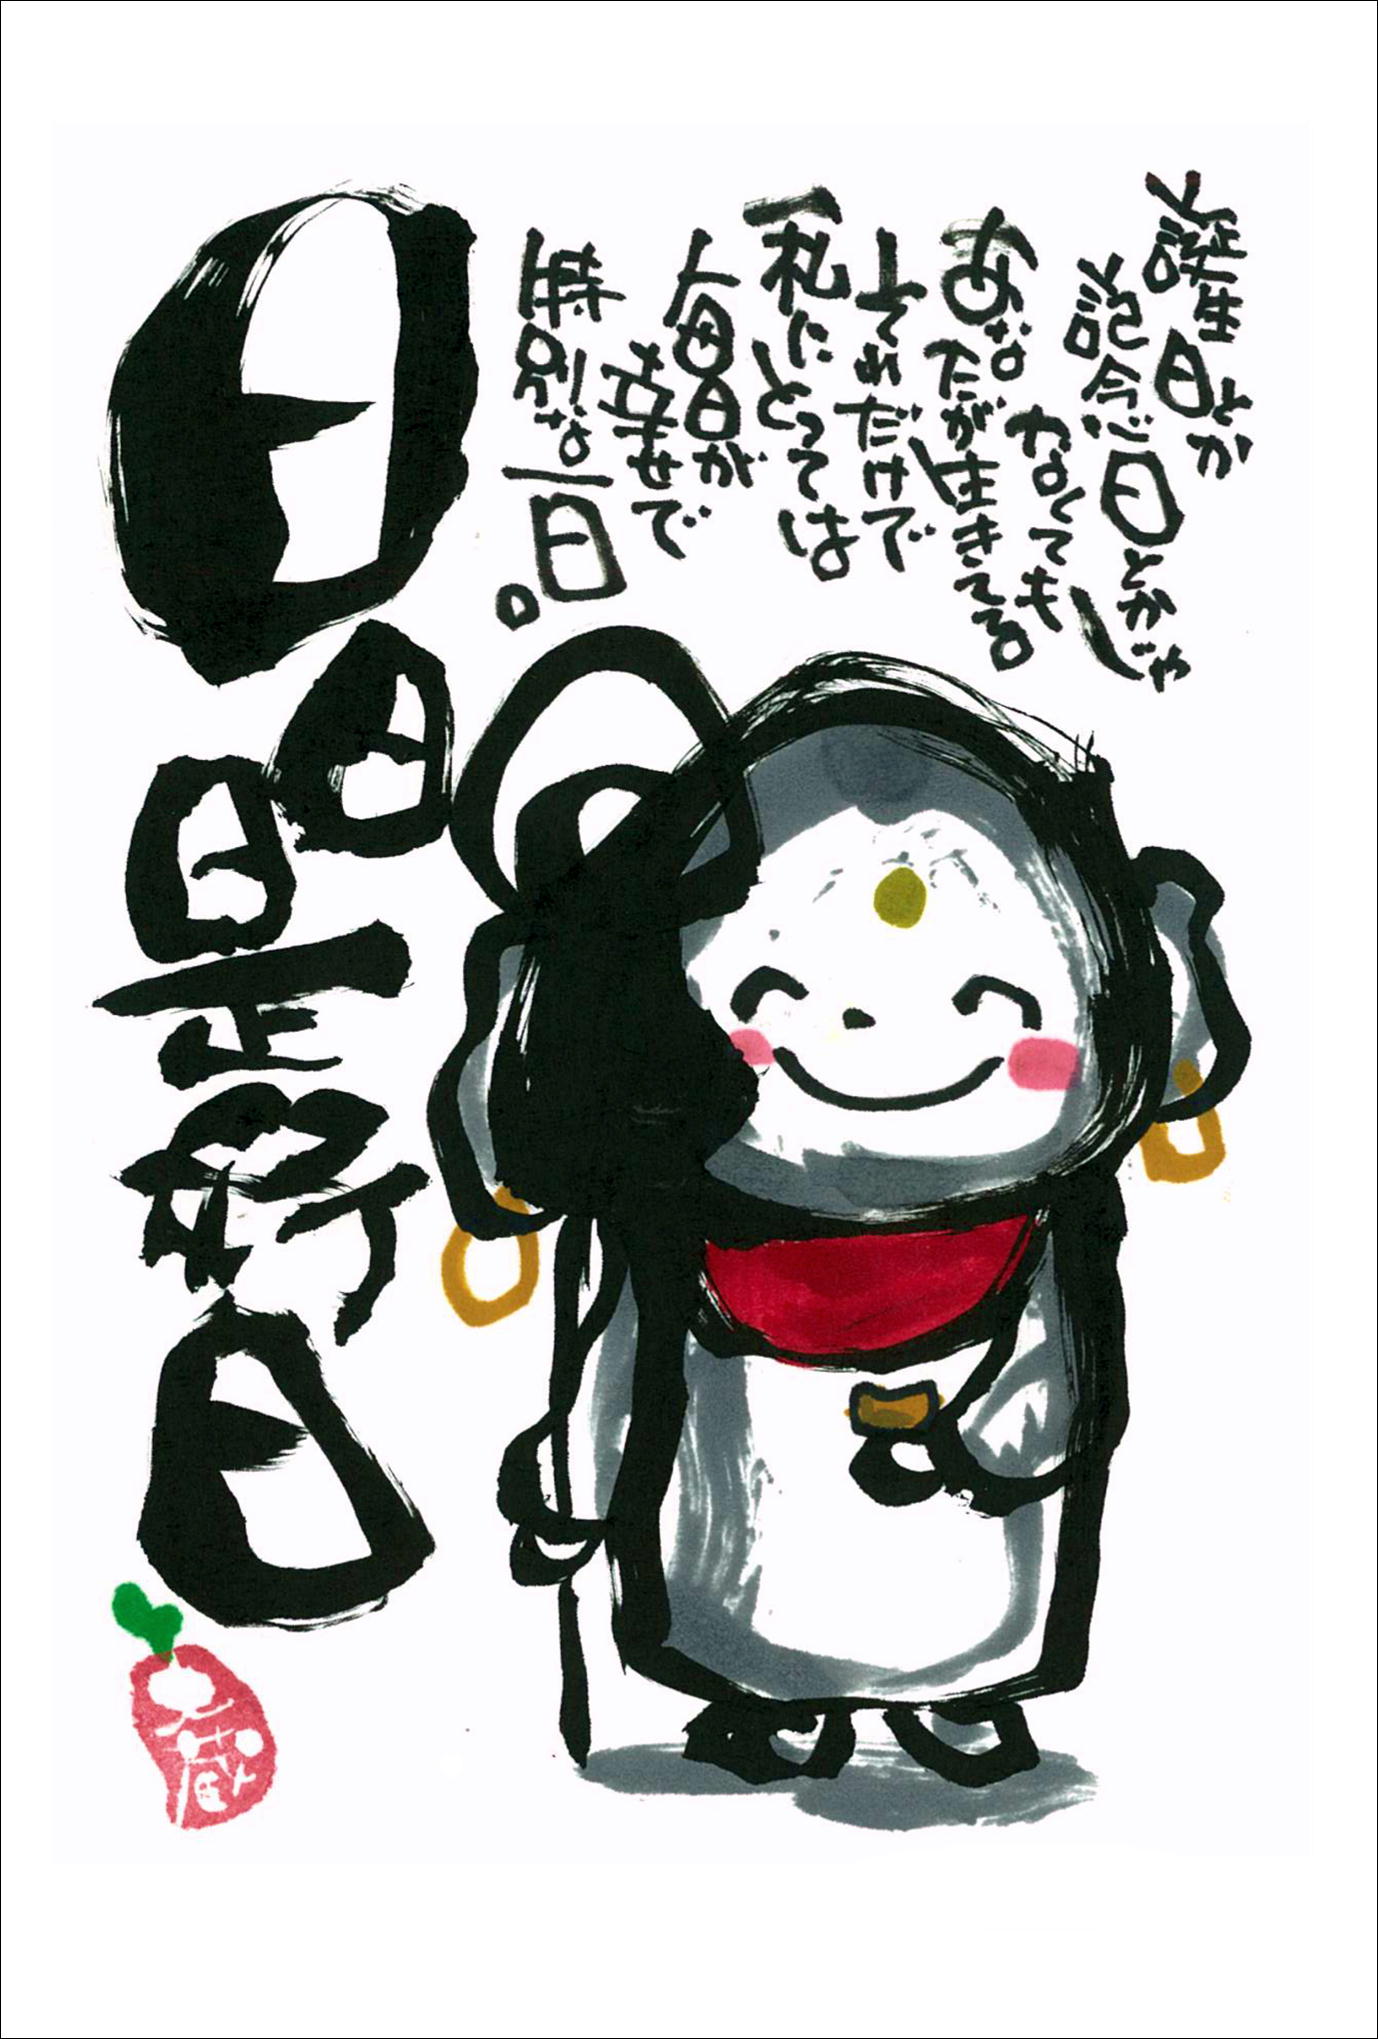 誕生日とか
記念日とかじゃ
なくても
あなたが生きてる
それだけで
私にとっては
毎日が
幸せで
特別な一日。
日日是好日